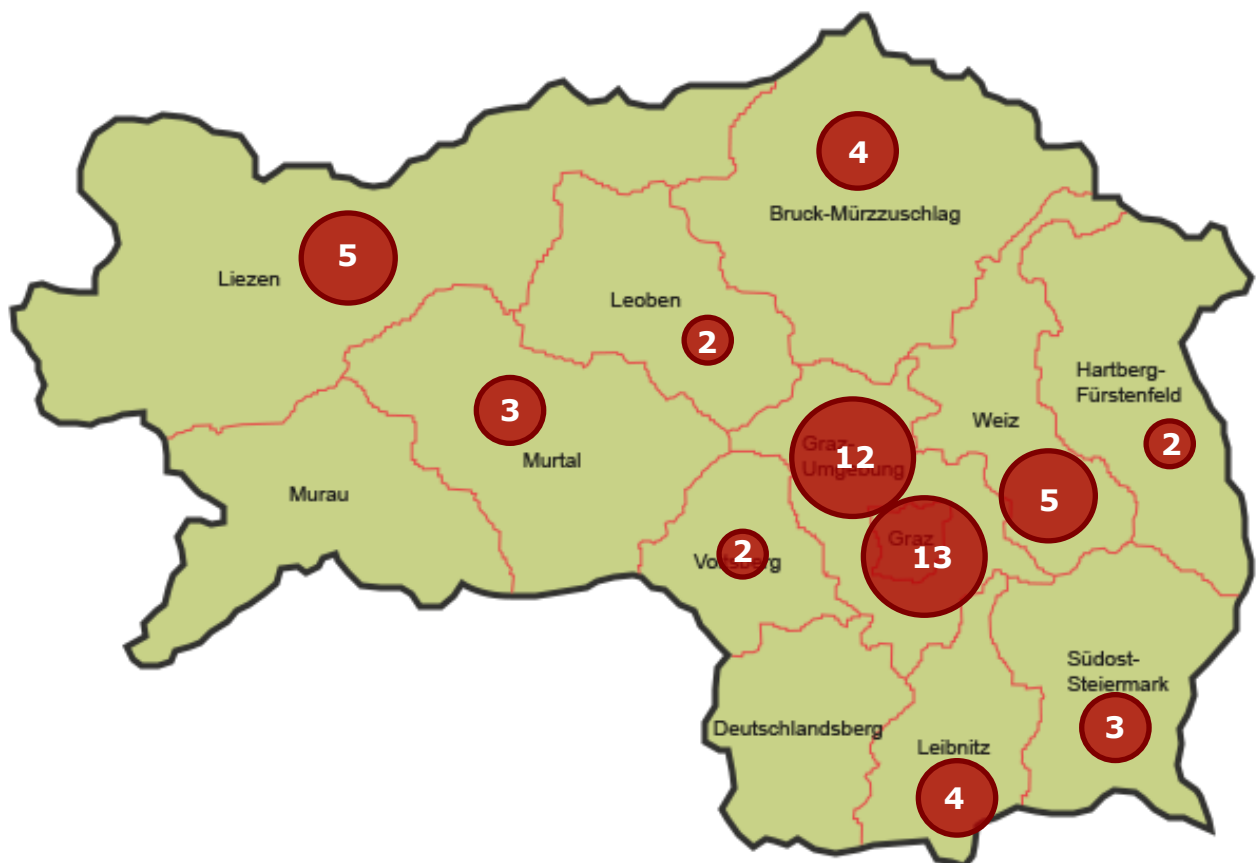 4
Bruck-Mürzzuschlag
5
Liezen
Leoben
2
3
Murtal
Murau
Hartberg-
Fürstenfeld
2
Weiz
5
Graz-
Umgebung
12
Graz
13
2
Voitsberg
Südost-
Steiermark
3
Deutschlandsberg
Leibnitz
4